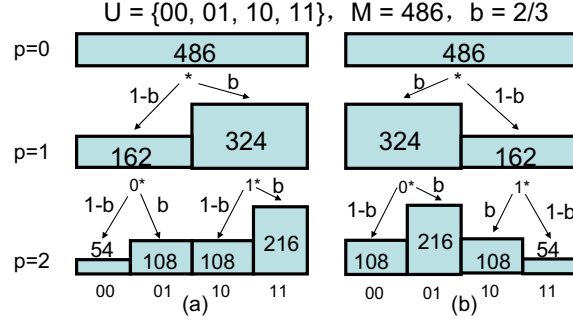 U = {00, 01, 10, 11}, M = 486, b = 2/3
p=0 486 486
* *
1-b b b 1-b
p=1 162 324 324 162
0* 1* 0* 1*
1-b b 1-b b 1-b b b 1-b
p=2 54 108 108 216 108 216 108 54
00 01 10 11 00 01 10 11
(a) (b)